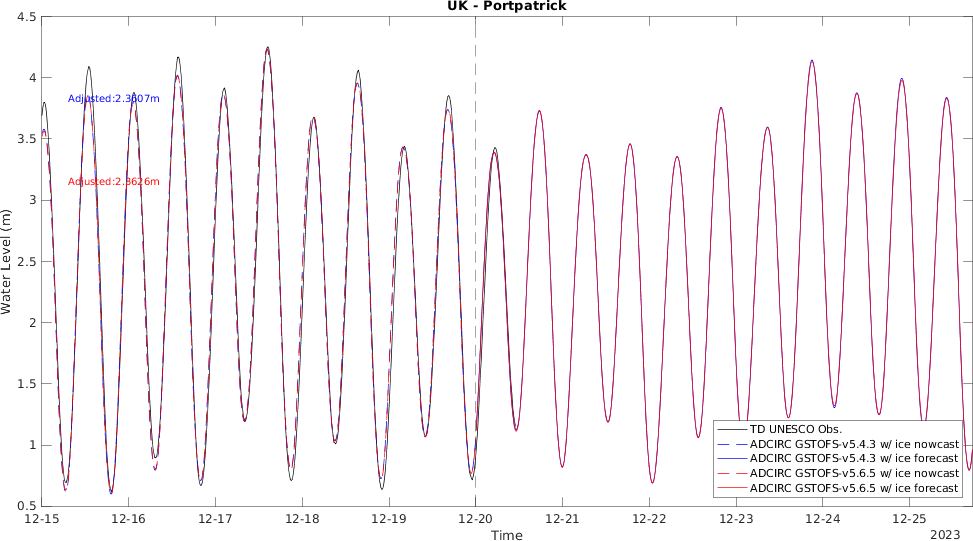 UK - Portpatrick
4.5
4
3.5
3
2.5
2
1.5
1
0.5
Water Level (m)
Adjusted:2.3607m
Adjusted:2.3626m
TD UNESCO Obs.
ADCIRC GSTOFS-v5.4.3 w/ ice nowcast
ADCIRC GSTOFS-v5.4.3 w/ ice forecast
ADCIRC GSTOFS-v5.6.5 w/ ice nowcast
ADCIRC GSTOFS-v5.6.5 w/ ice forecast
12-15 12-16 12-17 12-18 12-19 12-20 12-21 12-22 12-23 12-24 12-25
Time
2023